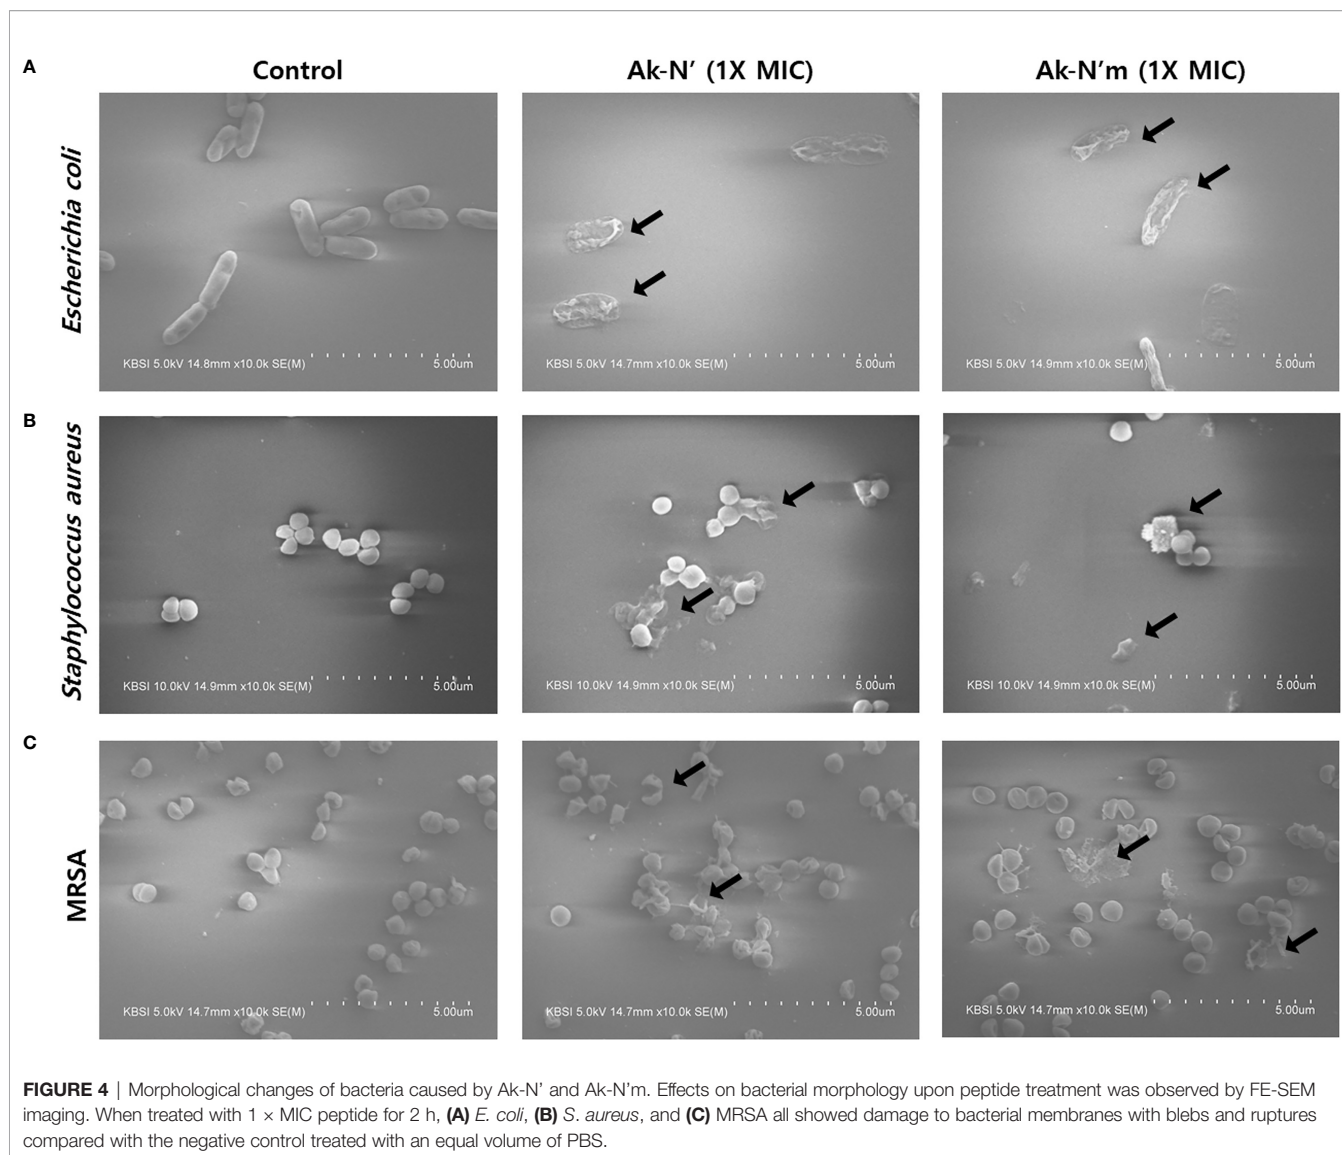 A
Control
Ak-N’ (1X MIC)
Ak-N’m (1X MIC)
Escherichia coli
KBSI 5.0kV 14.8mm x10.0k SE(M)
5.00um
KBSI 5.0kV 14.7mm x10.0k SE(M)
5.00um
KBSI 5.0kV 14.9mm x10.0k SE(M)
5.00um
B
Staphylococcus aureus
KBSI 10.0kV 14.9mm x10.0k SE(M)
5.00um
KBSI 10.0kV 14.9mm x10.0k SE(M)
5.00um
KBSI 10.0kV 14.9mm x10.0k SE(M)
5.00um
C
MRSA
KBSI 5.0kV 14.7mm x10.0k SE(M)
5.00um
KBSI 5.0kV 14.7mm x10.0k SE(M)
5.00um
KBSI 5.0kV 14.7mm x10.0k SE(M)
5.00um
FIGURE 4 | Morphological changes of bacteria caused by Ak-N’ and Ak-N’m. Effects on bacterial morphology upon peptide treatment was observed by FE-SEM
imaging. When treated with 1 × MIC peptide for 2 h, (A) E. coli, (B) S. aureus, and (C) MRSA all showed damage to bacterial membranes with blebs and ruptures
compared with the negative control treated with an equal volume of PBS.